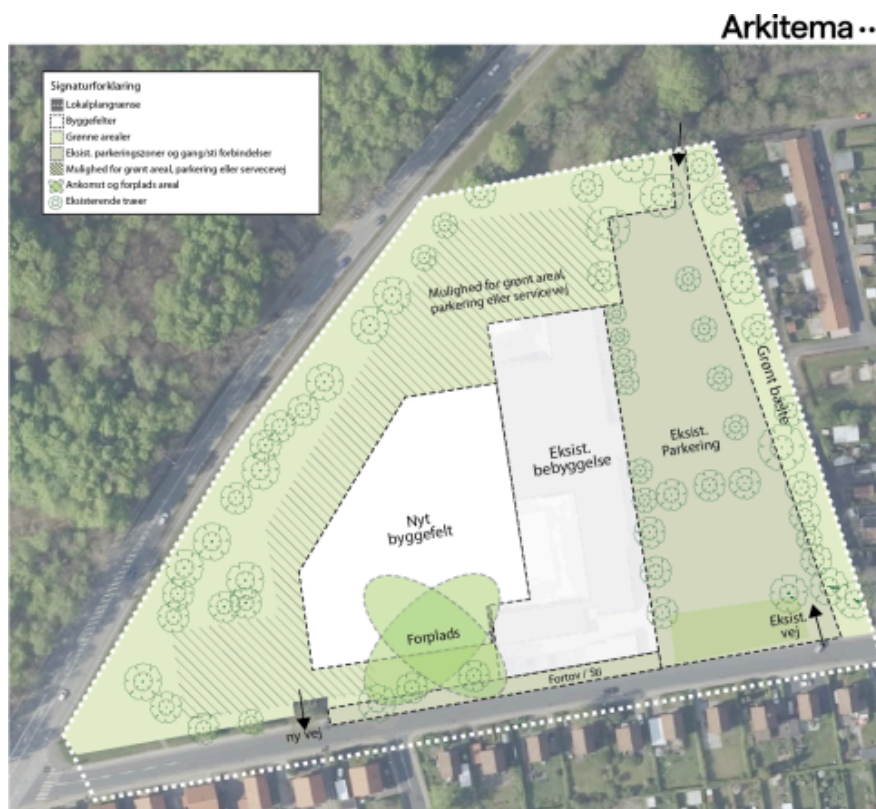 Arkitema ••
Signaturforklaring
Lokalplangrænse
Byggefelter
Grønne arealer
Eksist. parkeringszoner og gang/sti forbindelser
Mulighed for grønt areal, parkering eller servicevej
Ankomst og forplads areal
Eksisterende træer
Mulighed for grønt areal,
parkering eller servicevej
Grønt bælte
Eksist.
bebyggelse
Eksist.
Parkering
Nyt
byggefelt
Forplads
Eksist.
vej
Fortov / Sti
ny vej